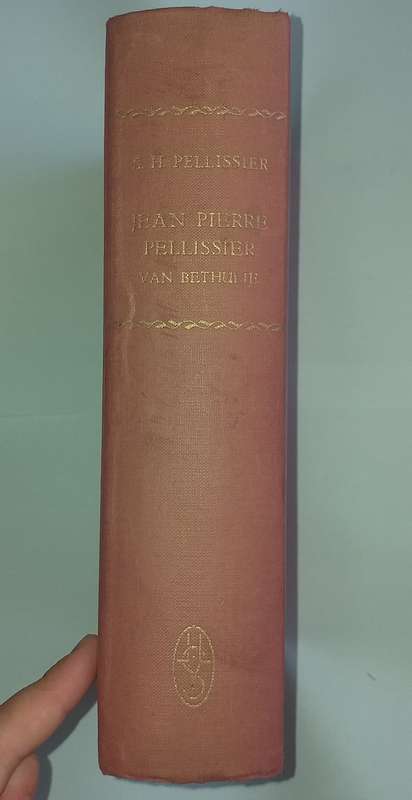 S. H. PELLISSIER
JEAN PIERRE
PELLISSIER
VAN BETHULIE